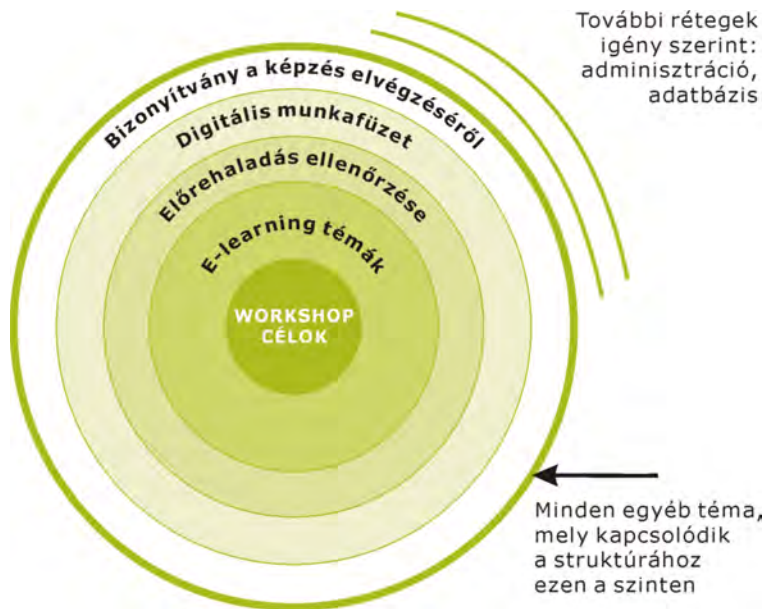 További rétegek
igény szerint:
adminisztráció,
adatbázis
Bizonyítvány a képzés elvégzéséről
Digitális munkafüzet
Előrehaladás ellenőrzése
E-learning témák
WORKSHOP
CÉLOK
Minden egyéb téma,
mely kapcsolódik
a struktúrához
ezen a szinten